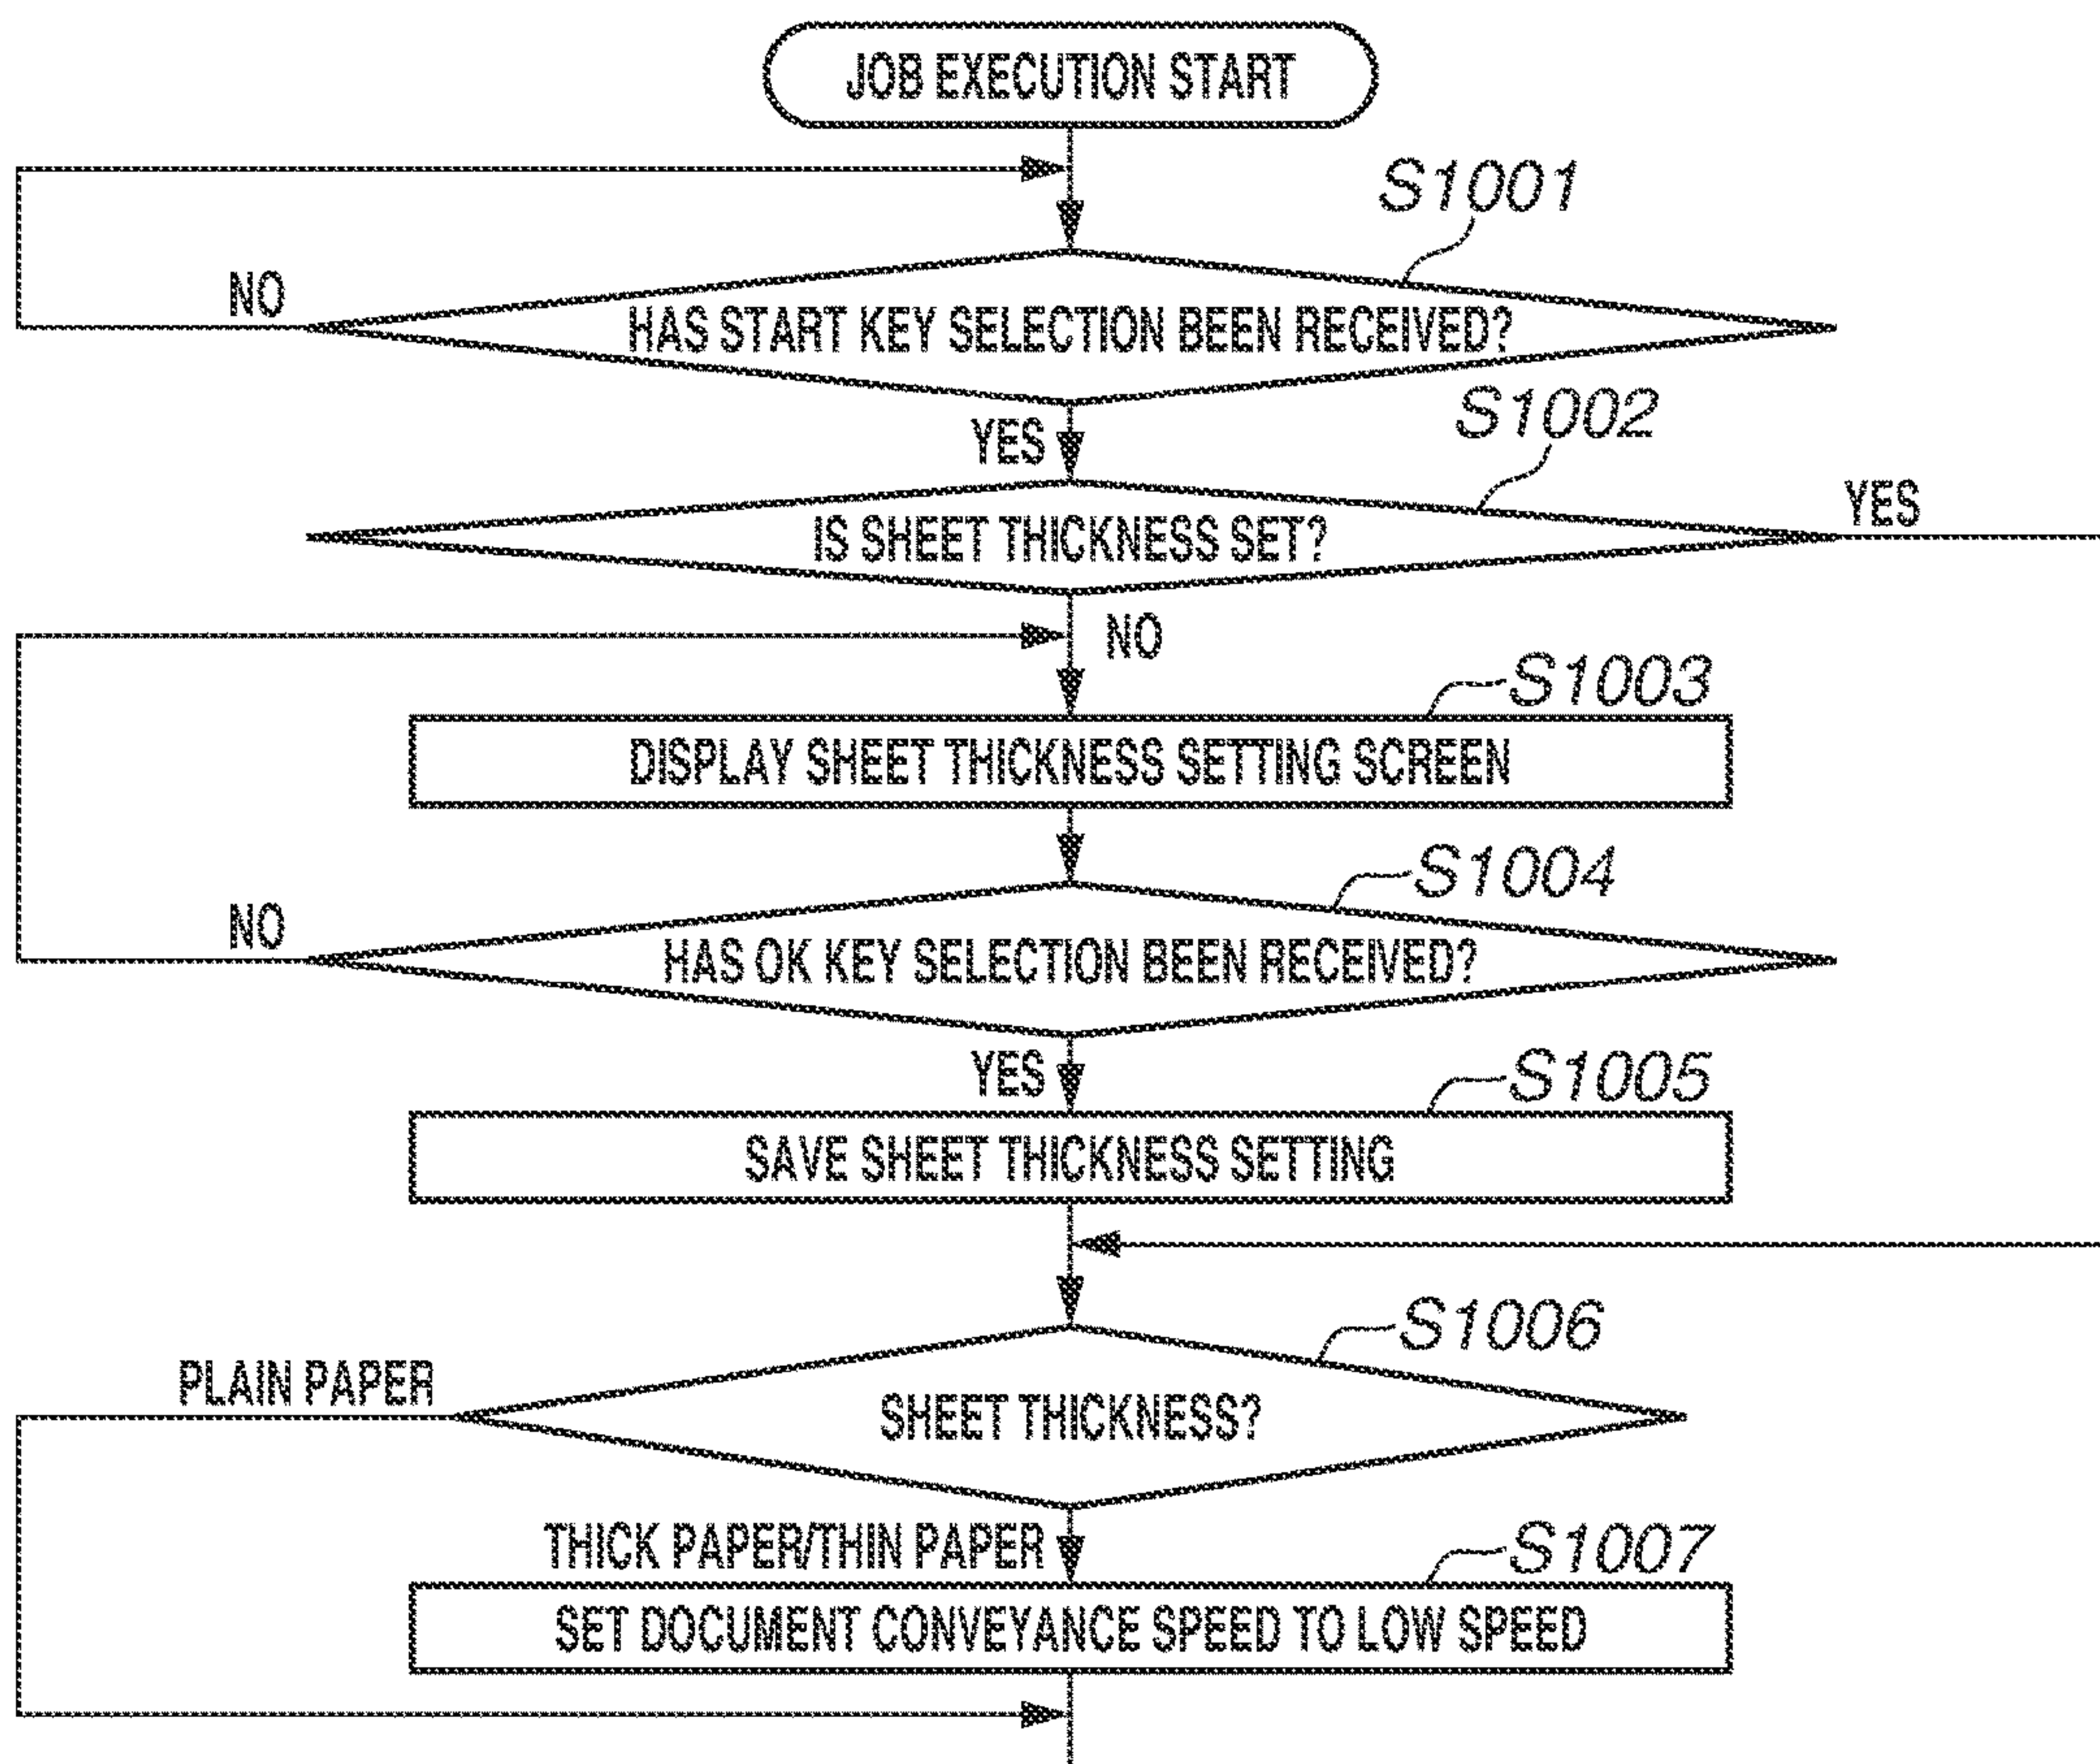 JOB EXECUTION START
S1001
NO
HAS START KEY SELECTION BEEN RECEIVED?
S1002
YES
YES
IS SHEET THICKNESS SET?
NO
S1003
DISPLAY SHEET THICKNESS SETTING SCREEN
S1004
NO
HAS OK KEY SELECTION BEEN RECEIVED?
YES
S1005
SAVE SHEET THICKNESS SETTING
S1006
PLAIN PAPER
SHEET THICKNESS?
THICK PAPER/THIN PAPER
S1007
SET DOCUMENT CONVEYANCE SPEED TO LOW SPEED